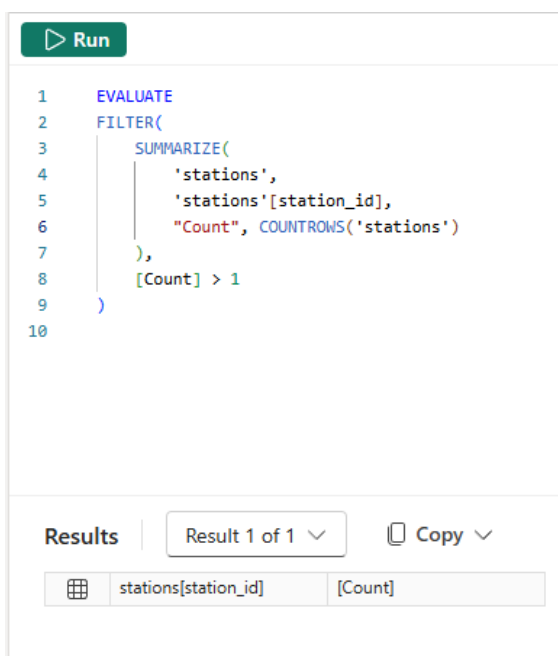 Run
1 EVALUATE
2 FILTER(
3 SUMMARIZE(
4 'stations',
5 'stations'[station_id],
6 "Count", COUNTROWS('stations')
7 ),
8 [Count] > 1
9 )
10
Results Result 1 of 1 Copy
stations[station_id] [Count]